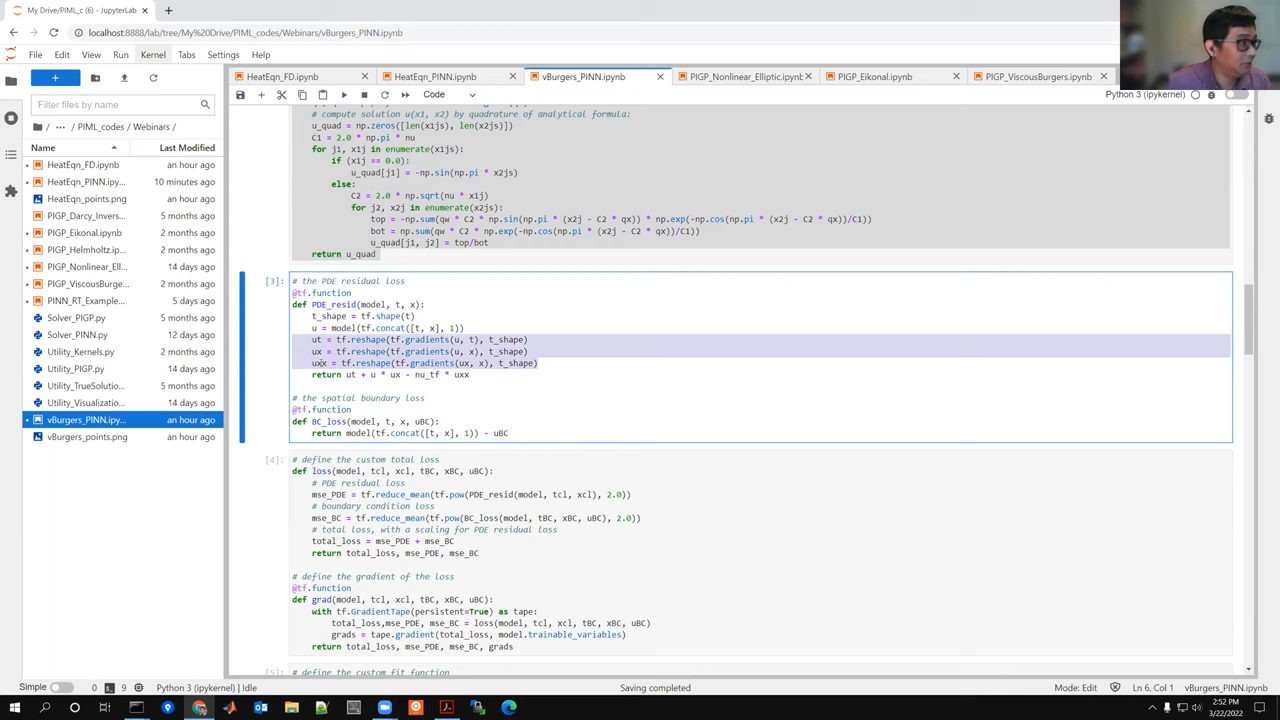 My Drive/PIML_codes (6) - JupyterLab
localhost:8888/lab/tree/My%20Drive/PIML_codes/Webinars/vBurgers_PINN.ipynb
File Edit View Run Kernel Tabs Settings Help
HeatEqn_FD.ipynb
HeatEqn_PINN.ipynb
vBurgers_PINN.ipynb
PIGP_Nonlinear_Elliptic.ipynb
PIGP_Eikonal.ipynb
PIGP_ViscousBurgers.ipynb
Code
Python 3 (ipykernel)
Filter files by name
/ ... / PIML_codes / Webinars /
Name Last Modified
HeatEqn_FD.ipynb an hour ago
HeatEqn_PINN.ipy... 10 minutes ago
HeatEqn_points.png an hour ago
PIGP_Darcy_Invers... 5 months ago
PIGP_Eikonal.ipynb 2 months ago
PIGP_Helmholtz.ip... 2 months ago
PIGP_Nonlinear_Ell... 14 days ago
PIGP_ViscousBurge... 2 months ago
PINN_RT_Example... 5 days ago
Solver_PIGP.py 2 months ago
Solver_PINN.py 12 days ago
Utility_Kernels.py 2 months ago
Utility_PIGP.py 2 months ago
Utility_TrueSolution... 2 months ago
Utility_Visualizatio... 14 days ago
vBurgers_PINN.ipy... an hour ago
vBurgers_points.png an hour ago
# compute solution u(x1, x2) by quadrature of analytical formula:
u_quad = np.zeros([len(x1js), len(x2js)])
C1 = 2.0 * np.pi * nu
for j1, x1j in enumerate(x1js):
if (x1j == 0.0):
u_quad[j1] = -np.sin(np.pi * x2js)
else:
C2 = 2.0 * np.sqrt(nu * x1j)
for j2, x2j in enumerate(x2js):
top = -np.sum(qw * C2 * np.sin(np.pi * (x2j - C2 * qx)) * np.exp(-np.cos(np.pi * (x2j - C2 * qx))/C1))
bot = np.sum(qw * C2 * np.exp(-np.cos(np.pi * (x2j - C2 * qx))/C1))
u_quad[j1, j2] = top/bot
return u_quad
[3]: # the PDE residual loss
@tf.function
def PDE_resid(model, t, x):
t_shape = tf.shape(t)
u = model(tf.concat([t, x], 1))
ut = tf.reshape(tf.gradients(u, t), t_shape)
ux = tf.reshape(tf.gradients(u, x), t_shape)
uxx = tf.reshape(tf.gradients(ux, x), t_shape)
return ut + u * ux - nu_tf * uxx
# the spatial boundary loss
@tf.function
def BC_loss(model, t, x, uBC):
return model(tf.concat([t, x], 1)) - uBC
[4]: # define the custom total loss
def loss(model, tcl, xcl, tBC, xBC, uBC):
# PDE residual loss
mse_PDE = tf.reduce_mean(tf.pow(PDE_resid(model, tcl, xcl), 2.0))
# boundary condition loss
mse_BC = tf.reduce_mean(tf.pow(BC_loss(model, tBC, xBC, uBC), 2.0))
# total loss, with a scaling for PDE residual loss
total_loss = mse_PDE + mse_BC
return total_loss, mse_PDE, mse_BC
# define the gradient of the loss
@tf.function
def grad(model, tcl, xcl, tBC, xBC, uBC):
with tf.GradientTape(persistent=True) as tape:
total_loss,mse_PDE, mse_BC = loss(model, tcl, xcl, tBC, xBC, uBC)
grads = tape.gradient(total_loss, model.trainable_variables)
return total_loss, mse_PDE, mse_BC, grads
[5]: # define the custom fit function
Simple 0 9 Python 3 (ipykernel) | Idle Saving completed Mode: Edit Ln 6, Col 1 vBurgers_PINN.ipynb
2:52 PM
3/22/2022